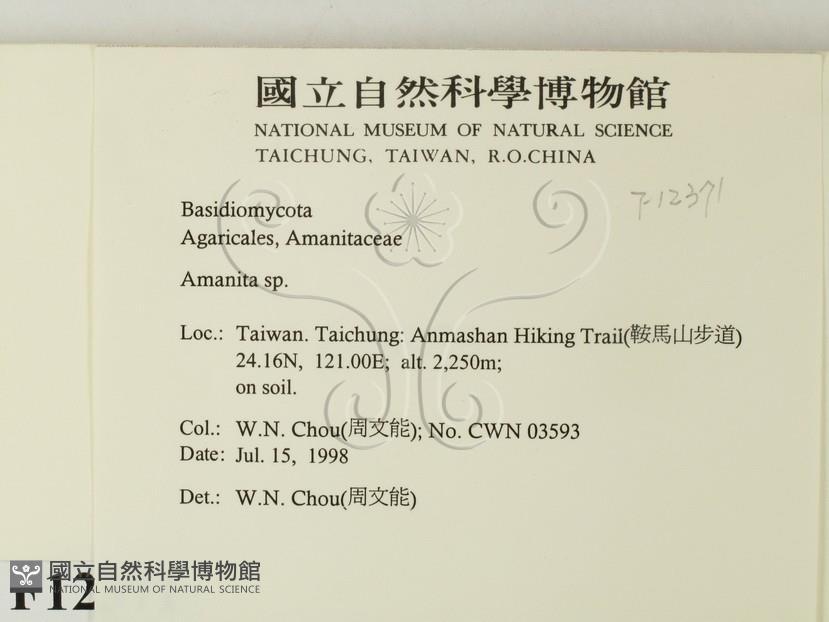 國立自然科學博物館
NATIONAL MUSEUM OF NATURAL SCIENCE
TAICHUNG, TAIWAN, R.O.CHINA
F-12371
Basidiomycota
Agaricales, Amanitaceae
Amanita sp.
Loc.: Taiwan. Taichung: Anmashan Hiking Trail(鞍馬山步道)
24.16N, 121.00E; alt. 2,250m;
on soil.
Col.: W.N. Chou(周文能); No. CWN 03593
Date: Jul. 15, 1998
Det.: W.N. Chou(周文能)
國立自然科學博物館
NATIONAL MUSEUM OF NATURAL SCIENCE
F12